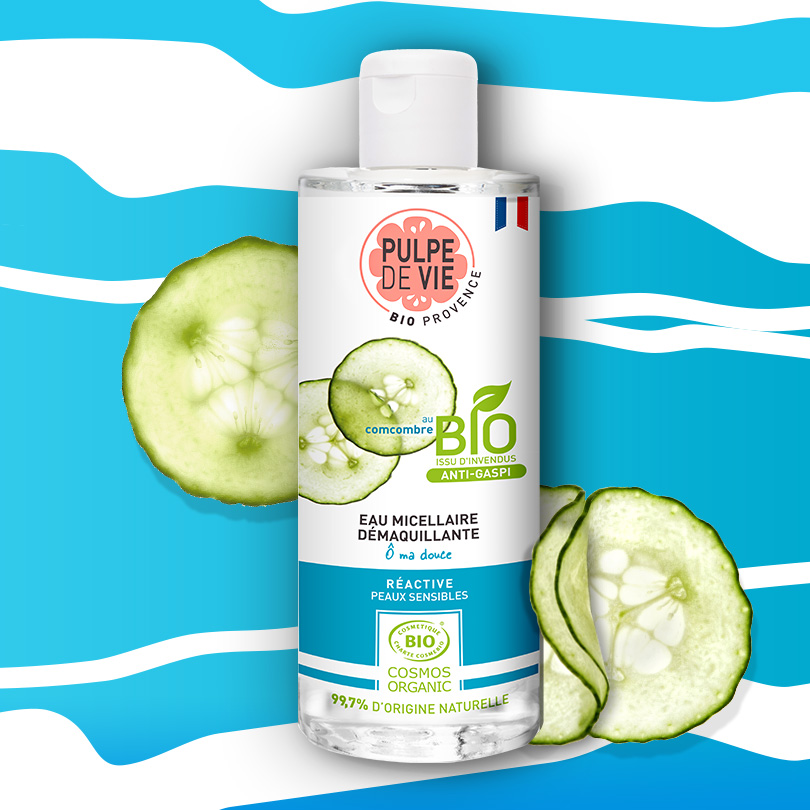 PULPE
DE VIE
BIO PROVENCE
au
comcombre
BIO
ISSU D'INVENDUS
ANTI-GASPI
EAU MICELLAIRE
DÉMAQUILLANTE
Ô ma douce
RÉACTIVE
PEAUX SENSIBLES
COSMETIQUE
BIO
CHARTE COSMEBIO
COSMOS
ORGANIC
99,7% D'ORIGINE NATURELLE